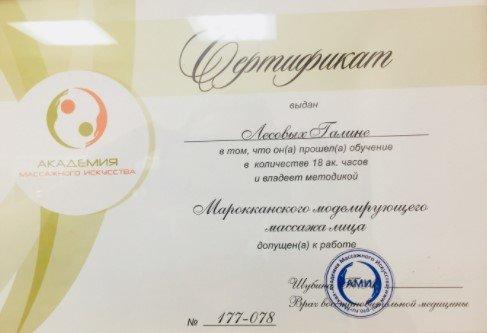 Сертификат
выдан
Лесовых Галине
в том, что он(а) прошел(а) обучение
в количестве 18 ак. часов
и владеет методикой
АКАДЕМИЯ
МАССАЖНОГО ИСКУССТВА
Марокканского моделирующего
массажа лица
допущен(а) к работе
Шубина
АМИ
Врач восстановительной медицины
№ 177-078